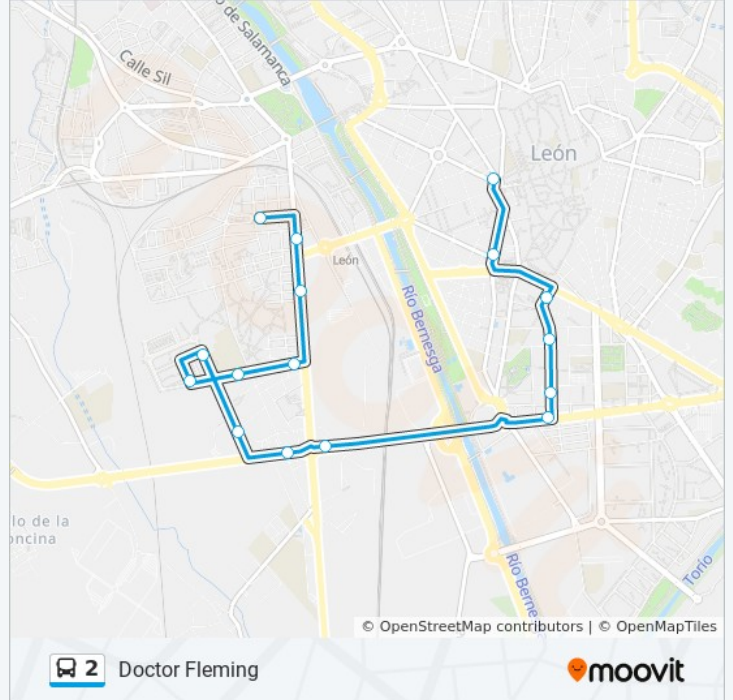 o de Salamanca
Calle Sil
León
León
Río Bernesga
lo de la
oncina
Río Berne
Torío
© OpenStreetMap contributors | © OpenMapTiles
2 Doctor Fleming
moovit